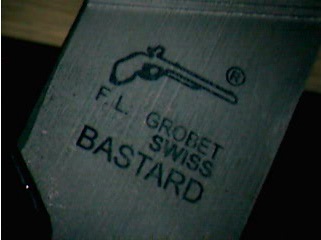 ®
F. L. GROBET
SWISS
BASTARD